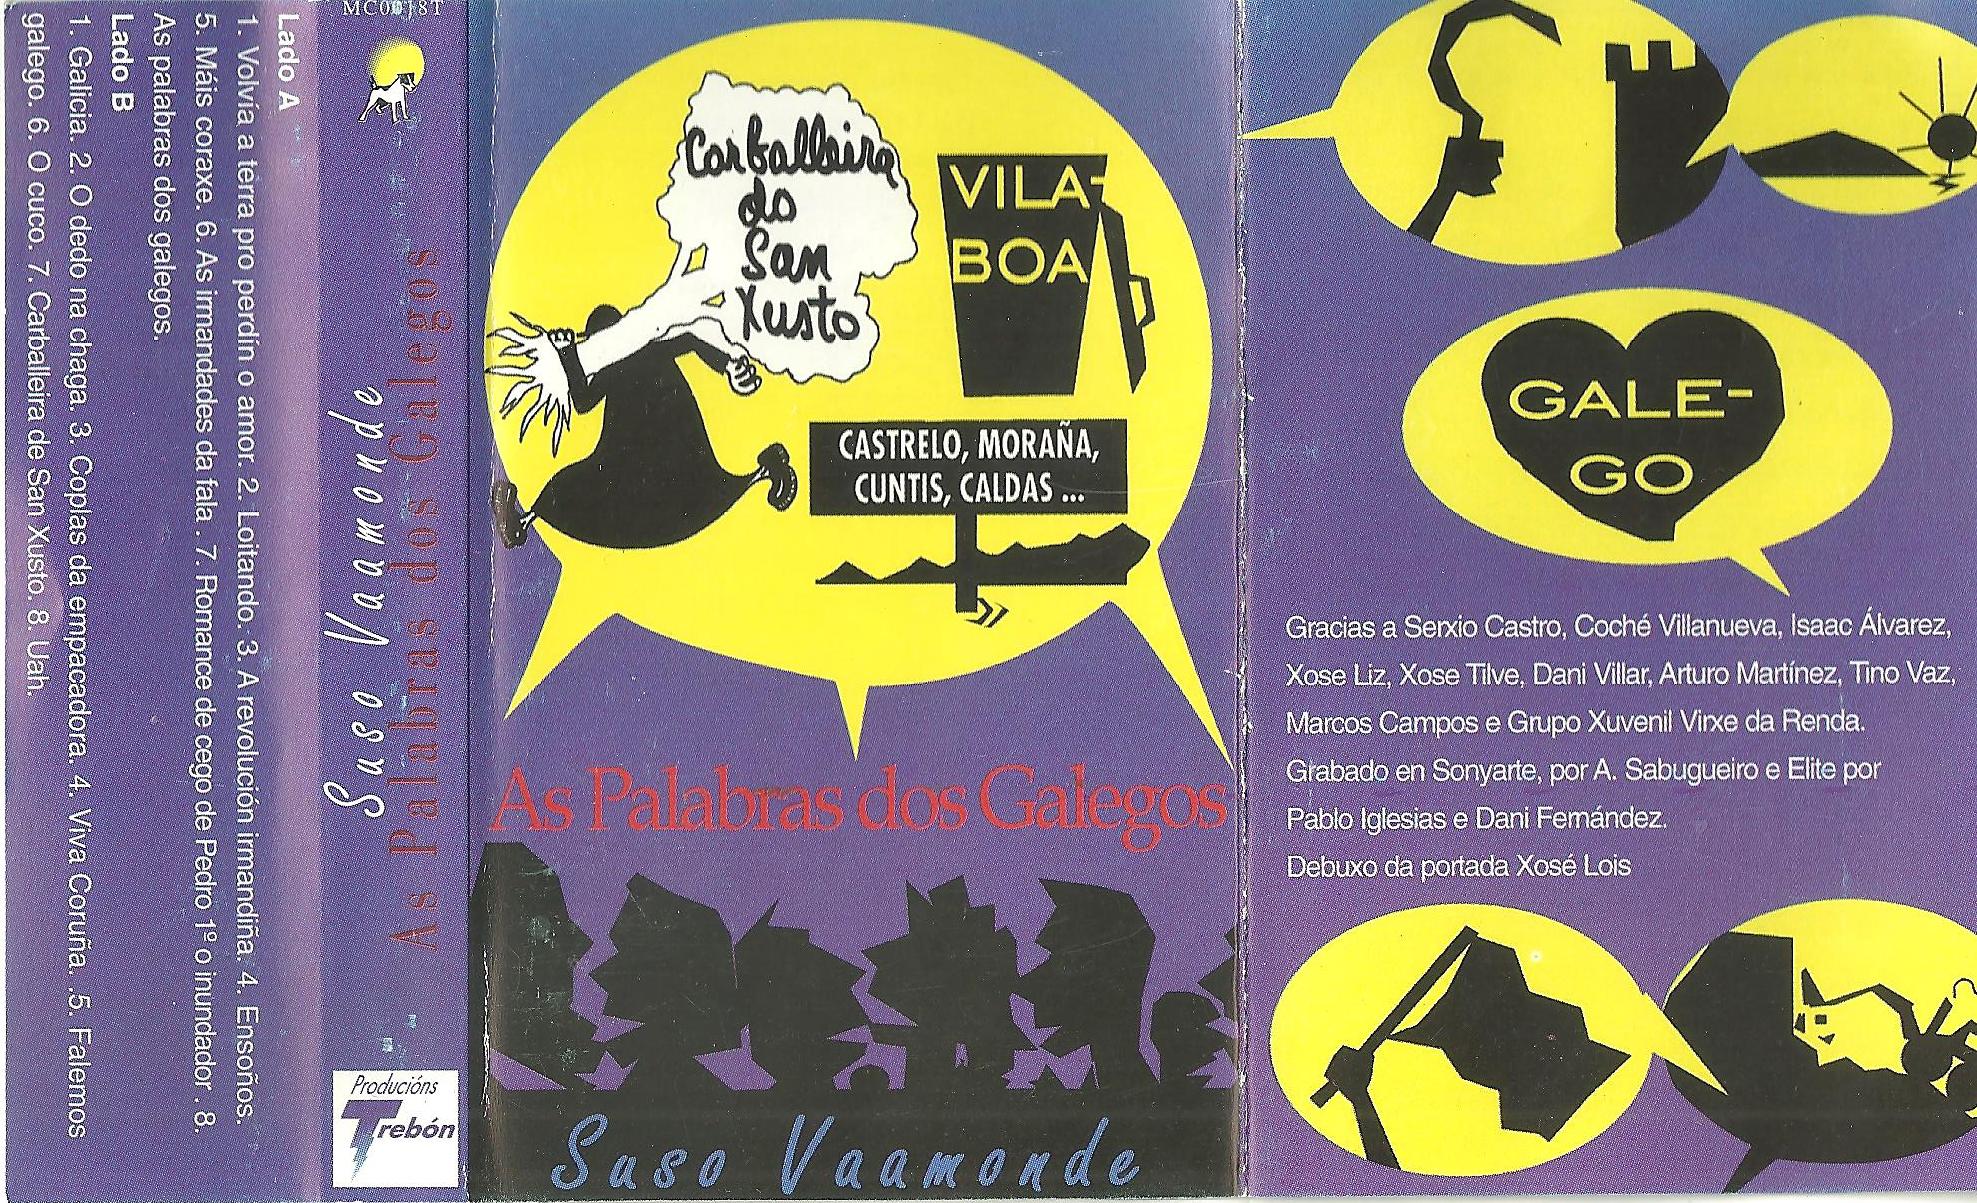 Lado A
1. Volvía a terra pro perdín o amor. 2. Loitando. 3. A revolución irmandiña. 4. Ensoños.
5. Máis coraxe. 6. As irmandades da fala . 7. Romance de cego de Pedro 1º o inundador . 8.
As palabras dos galegos.
Lado B
1. Galicia. 2. O dedo na chaga. 3. Coplas da empacadora. 4. Viva Coruña. .5. Falemos
galego. 6. O cuco. 7. Carballeira de San Xusto. 8. Uah.
MC0018T
Suso Vamonde
As Palabras dos Galegos
Producións
Trebón
Carballeira
do
San
Xusto
VILA-
BOA
CASTRELO, MORAÑA,
CUNTIS, CALDAS ...
As Palabras dos Galegos
Suso Vaamonde
GALE-
GO
Gracias a Serxio Castro, Coché Villanueva, Isaac Álvarez,
Xose Liz, Xose Tilve, Dani Villar, Arturo Martínez, Tino Vaz,
Marcos Campos e Grupo Xuvenil Virxe da Renda.
Grabado en Sonyarte, por A. Sabugueiro e Elite por
Pablo Iglesias e Dani Fernández.
Debuxo da portada Xosé Lois